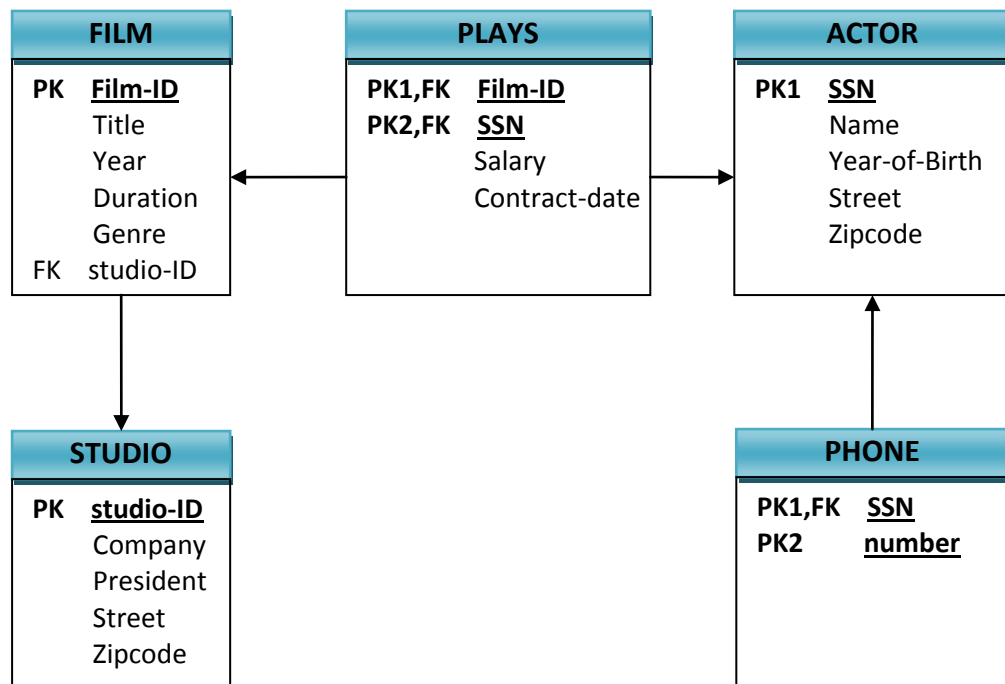 FILM
PK Film-ID
Title
Year
Duration
Genre
FK studio-ID
PLAYS
PK1,FK Film-ID
PK2,FK SSN
Salary
Contract-date
ACTOR
PK1 SSN
Name
Year-of-Birth
Street
Zipcode
STUDIO
PK studio-ID
Company
President
Street
Zipcode
PHONE
PK1,FK SSN
PK2 number